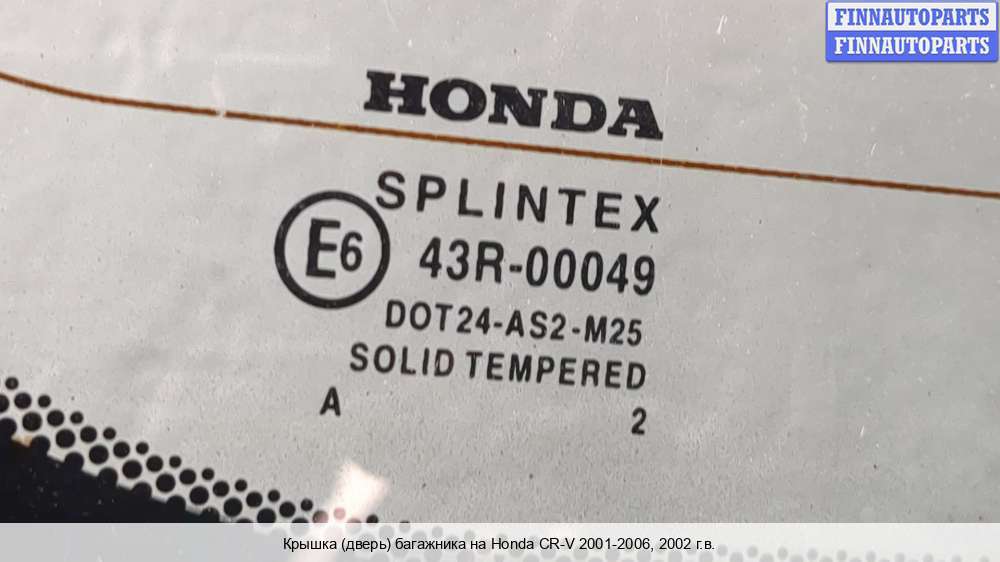 FINNAUTOPARTS
FINNAUTOPARTS
HONDA
SPLINTEX
E6 43R-00049
DOT24-AS2-M25
SOLID TEMPERED
A 2
Крышка (дверь) багажника на Honda CR-V 2001-2006, 2002 г.в.